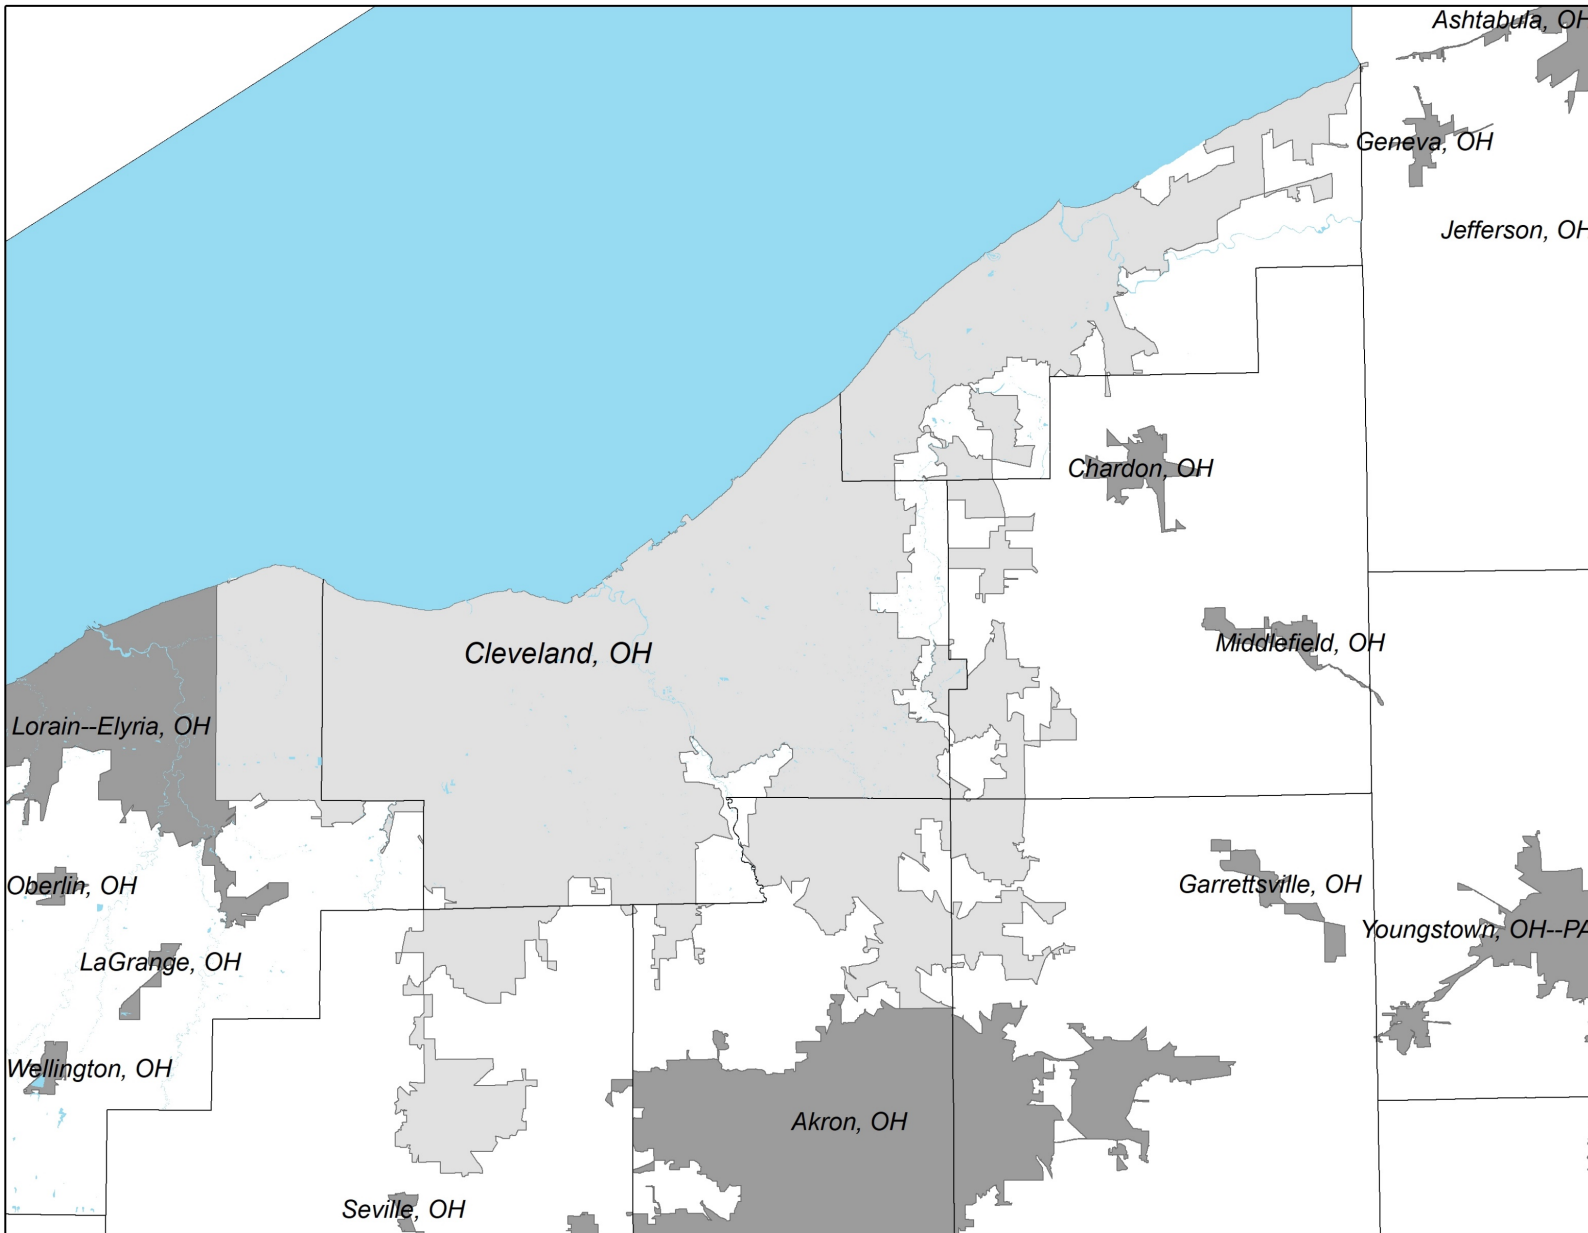 Ashtabula, OH
Geneva, OH
Jefferson, OH
Chardon, OH
Middlefield, OH
Cleveland, OH
Lorain--Elyria, OH
Oberlin, OH
Garrettsville, OH
Youngstown, OH--PA
LaGrange, OH
Wellington, OH
Akron, OH
Seville, OH